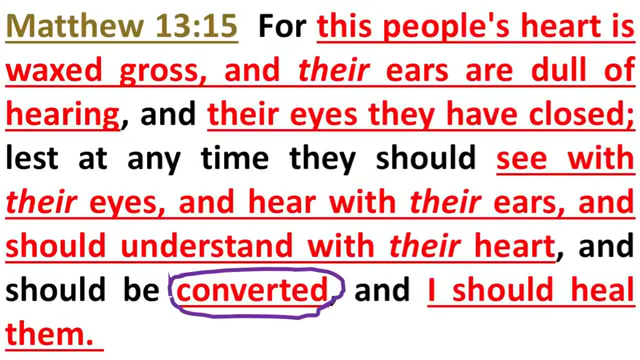 Matthew 13:15 For this people's heart is
waxed gross, and their ears are dull of
hearing, and their eyes they have closed;
lest at any time they should see with
their eyes, and hear with their ears, and
should understand with their heart, and
should be converted, and I should heal
them.